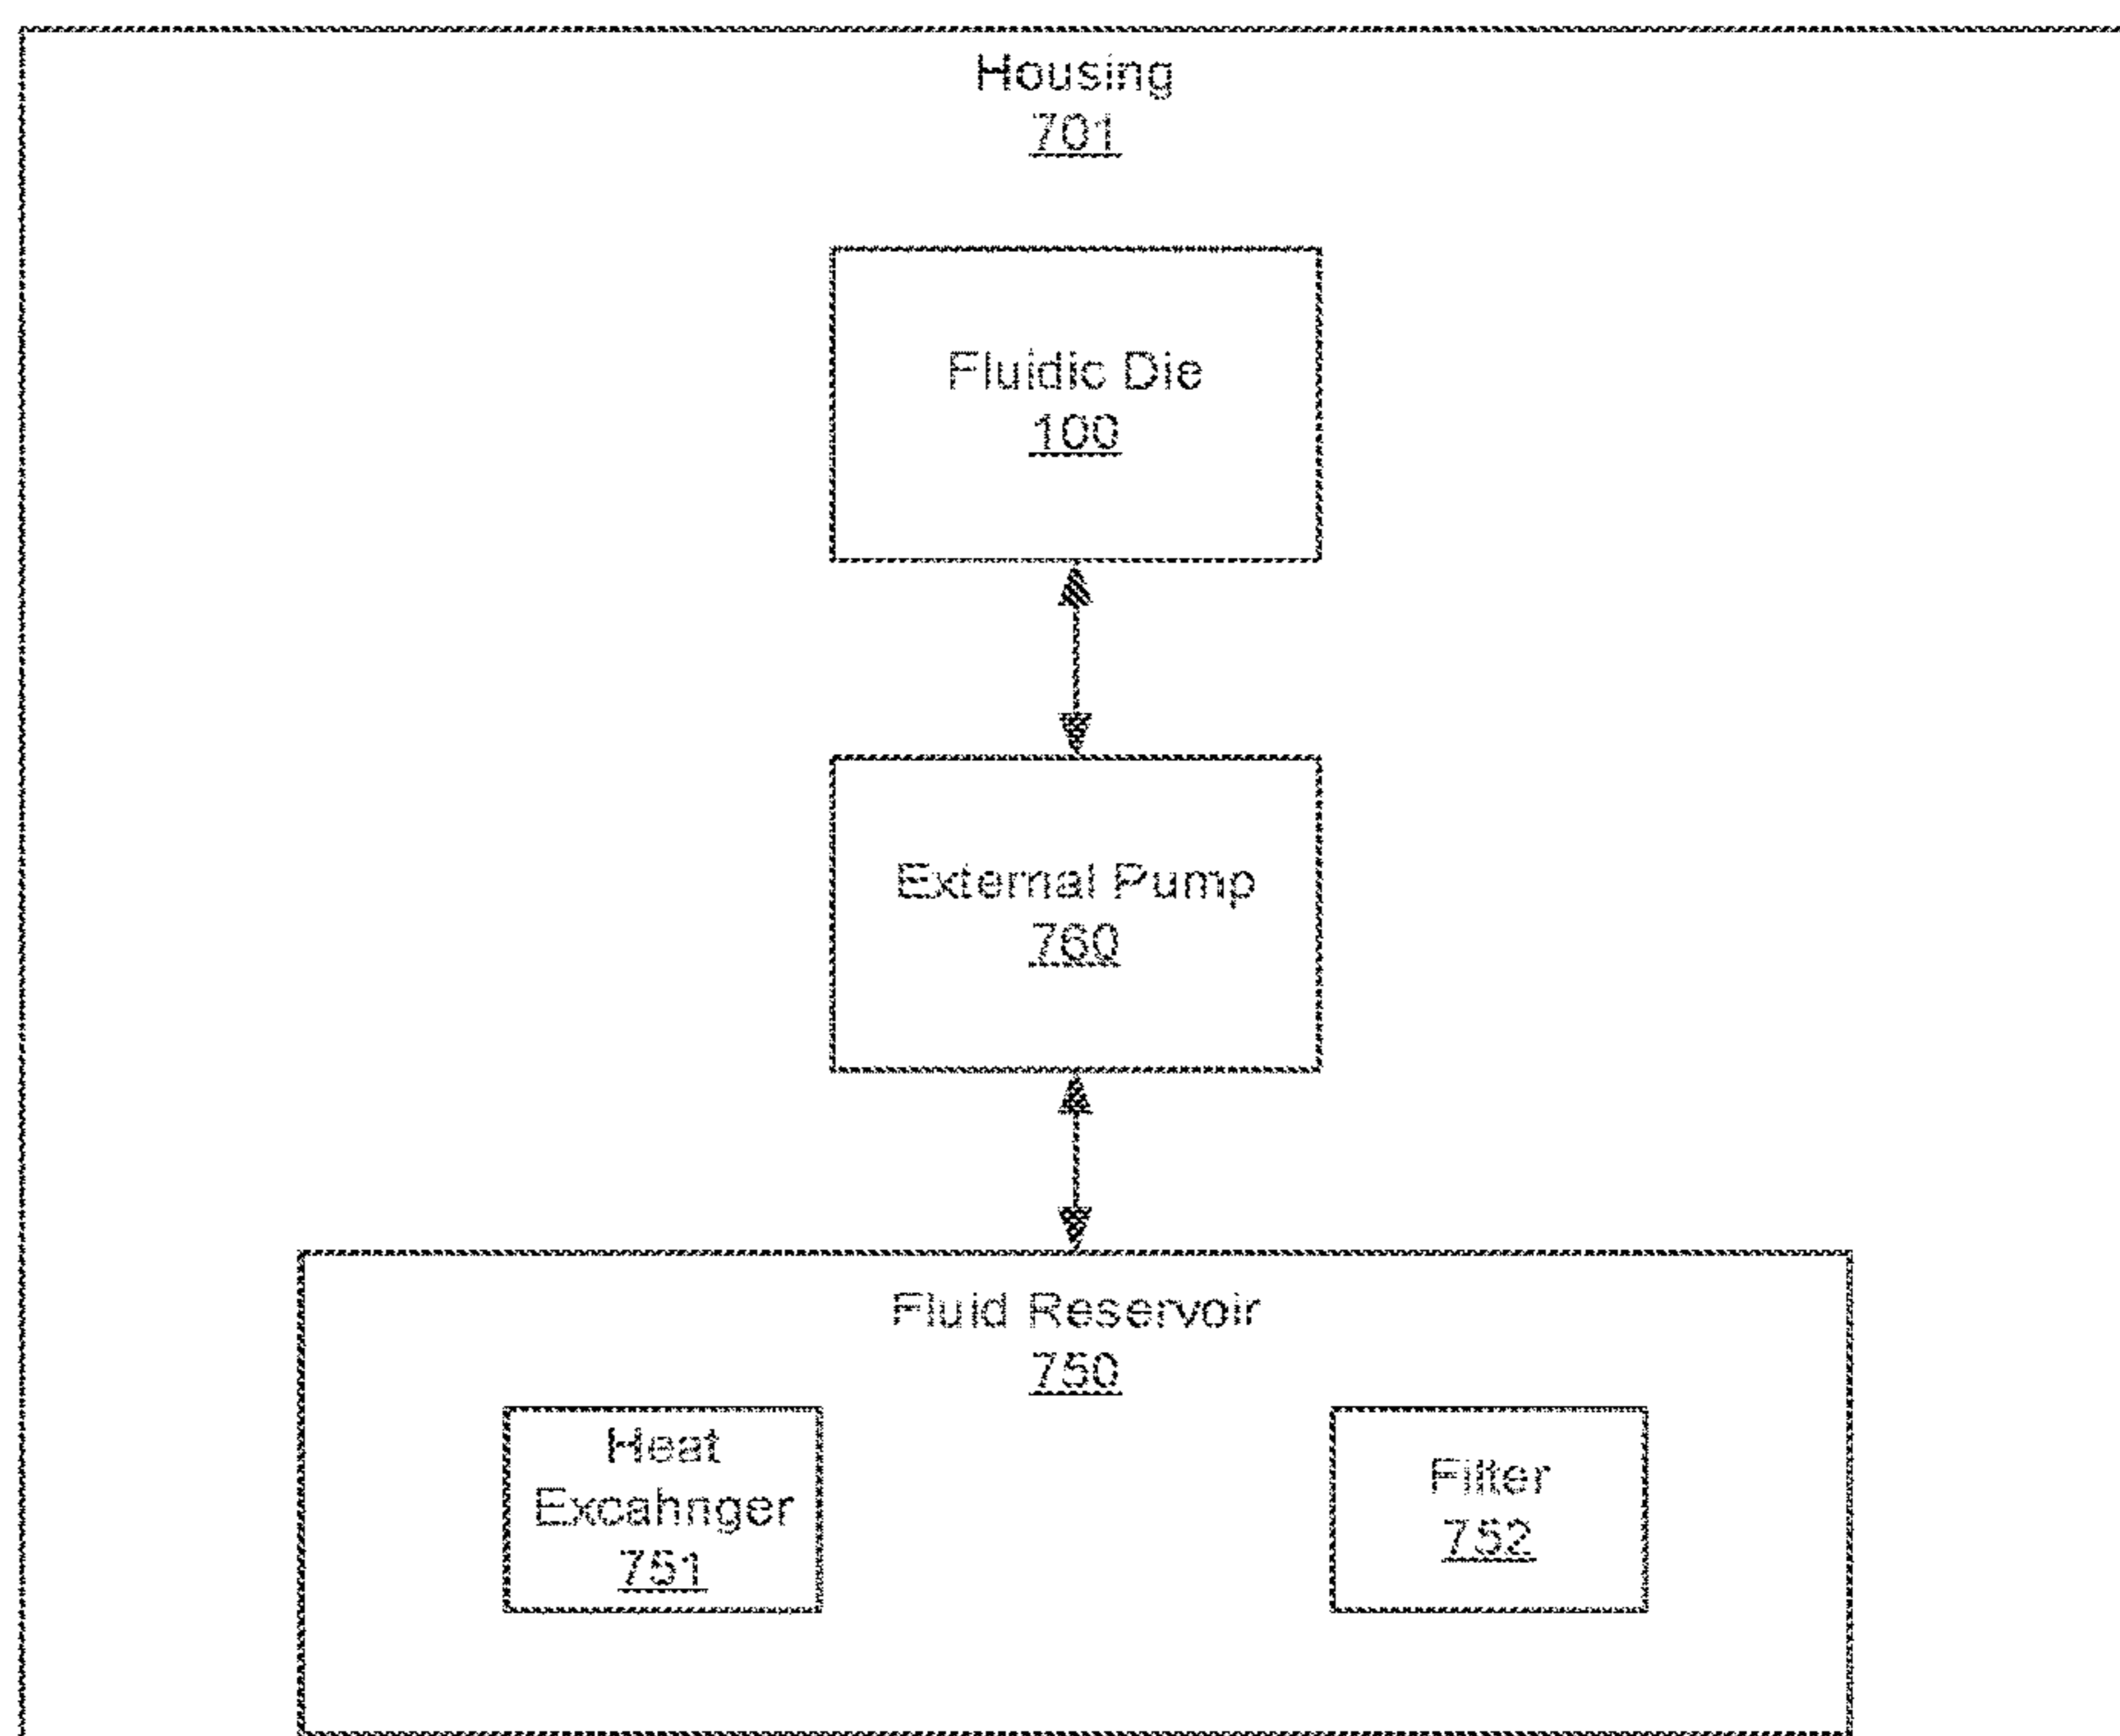 Housing
701
Fluidic Die
100
External Pump
760
Fluid Reservoir
750
Heat
Excahnger
751
Filter
752